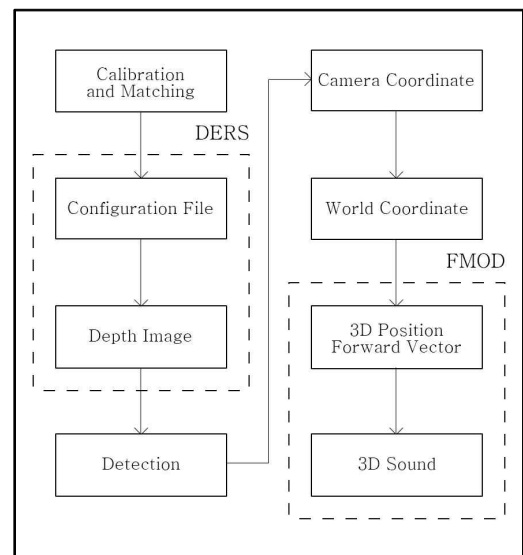 Calibration
and Matching
DERS
Configuration File
Depth Image
Detection
Camera Coordinate
World Coordinate
FMOD
3D Position
Forward Vector
3D Sound